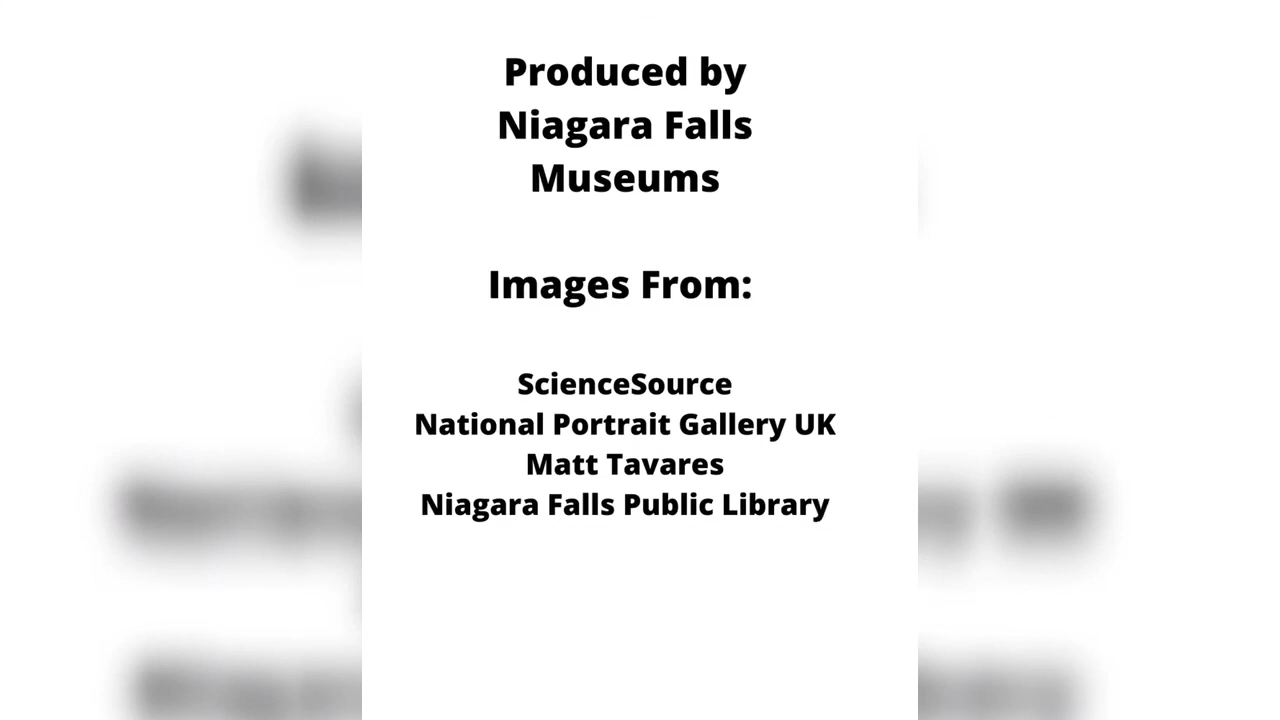 Produced by
Niagara Falls
Museums
Images From:
ScienceSource
National Portrait Gallery UK
Matt Tavares
Niagara Falls Public Library